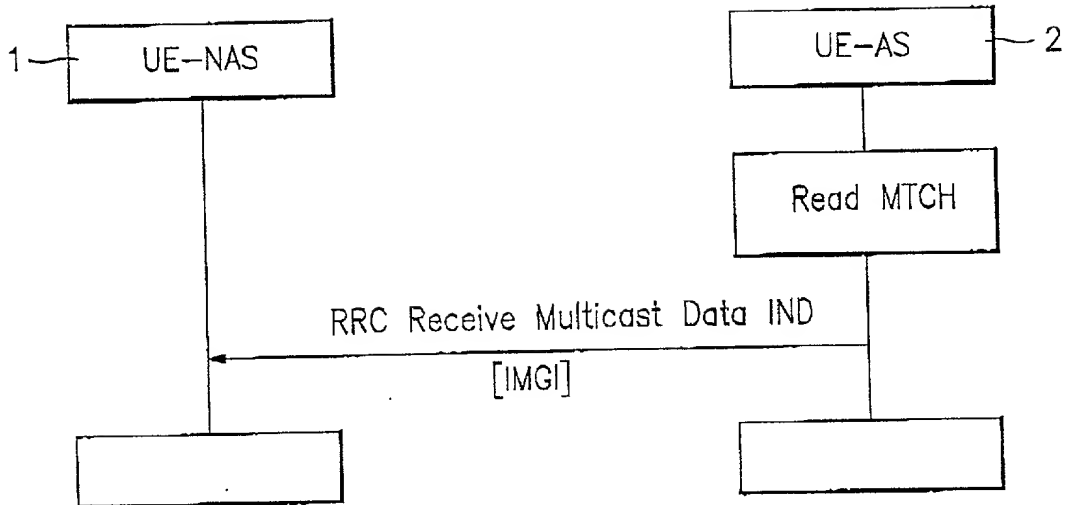 1 UE-NAS UE-AS 2
Read MTCH
RRC Receive Multicast Data IND
[IMGI]